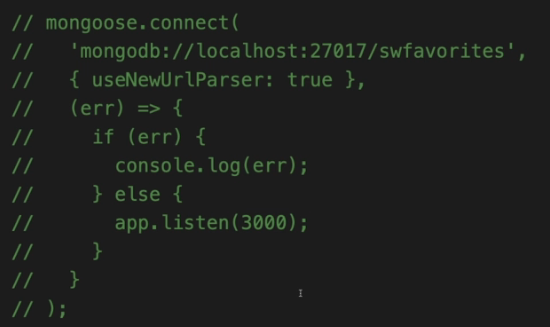 // mongoose.connect(
//   'mongodb://localhost:27017/swfavorites',
//   { useNewUrlParser: true },
//   (err) => {
//     if (err) {
//       console.log(err);
//     } else {
//       app.listen(3000);
//     }
//   }
// );